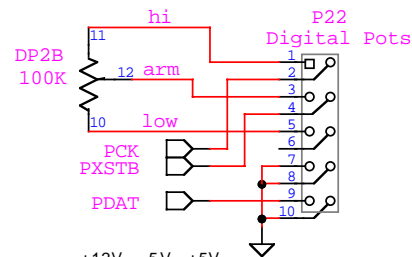 hi
P22
Digital Pots
11
DP2B
100K
12
arm
10
low
1
2
3
4
5
6
7
8
9
10
PCK
PXSTB
PDAT